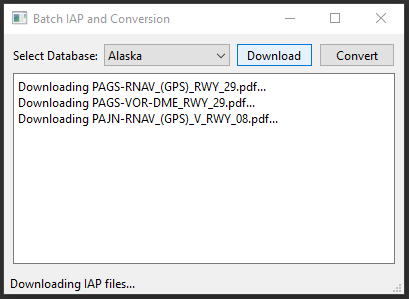 Batch IAP and Conversion
Select Database: Alaska Download Convert
Downloading PAGS-RNAV_(GPS)_RWY_29.pdf...
Downloading PAGS-VOR-DME_RWY_29.pdf...
Downloading PAJN-RNAV_(GPS)_V_RWY_08.pdf...
Downloading IAP files...